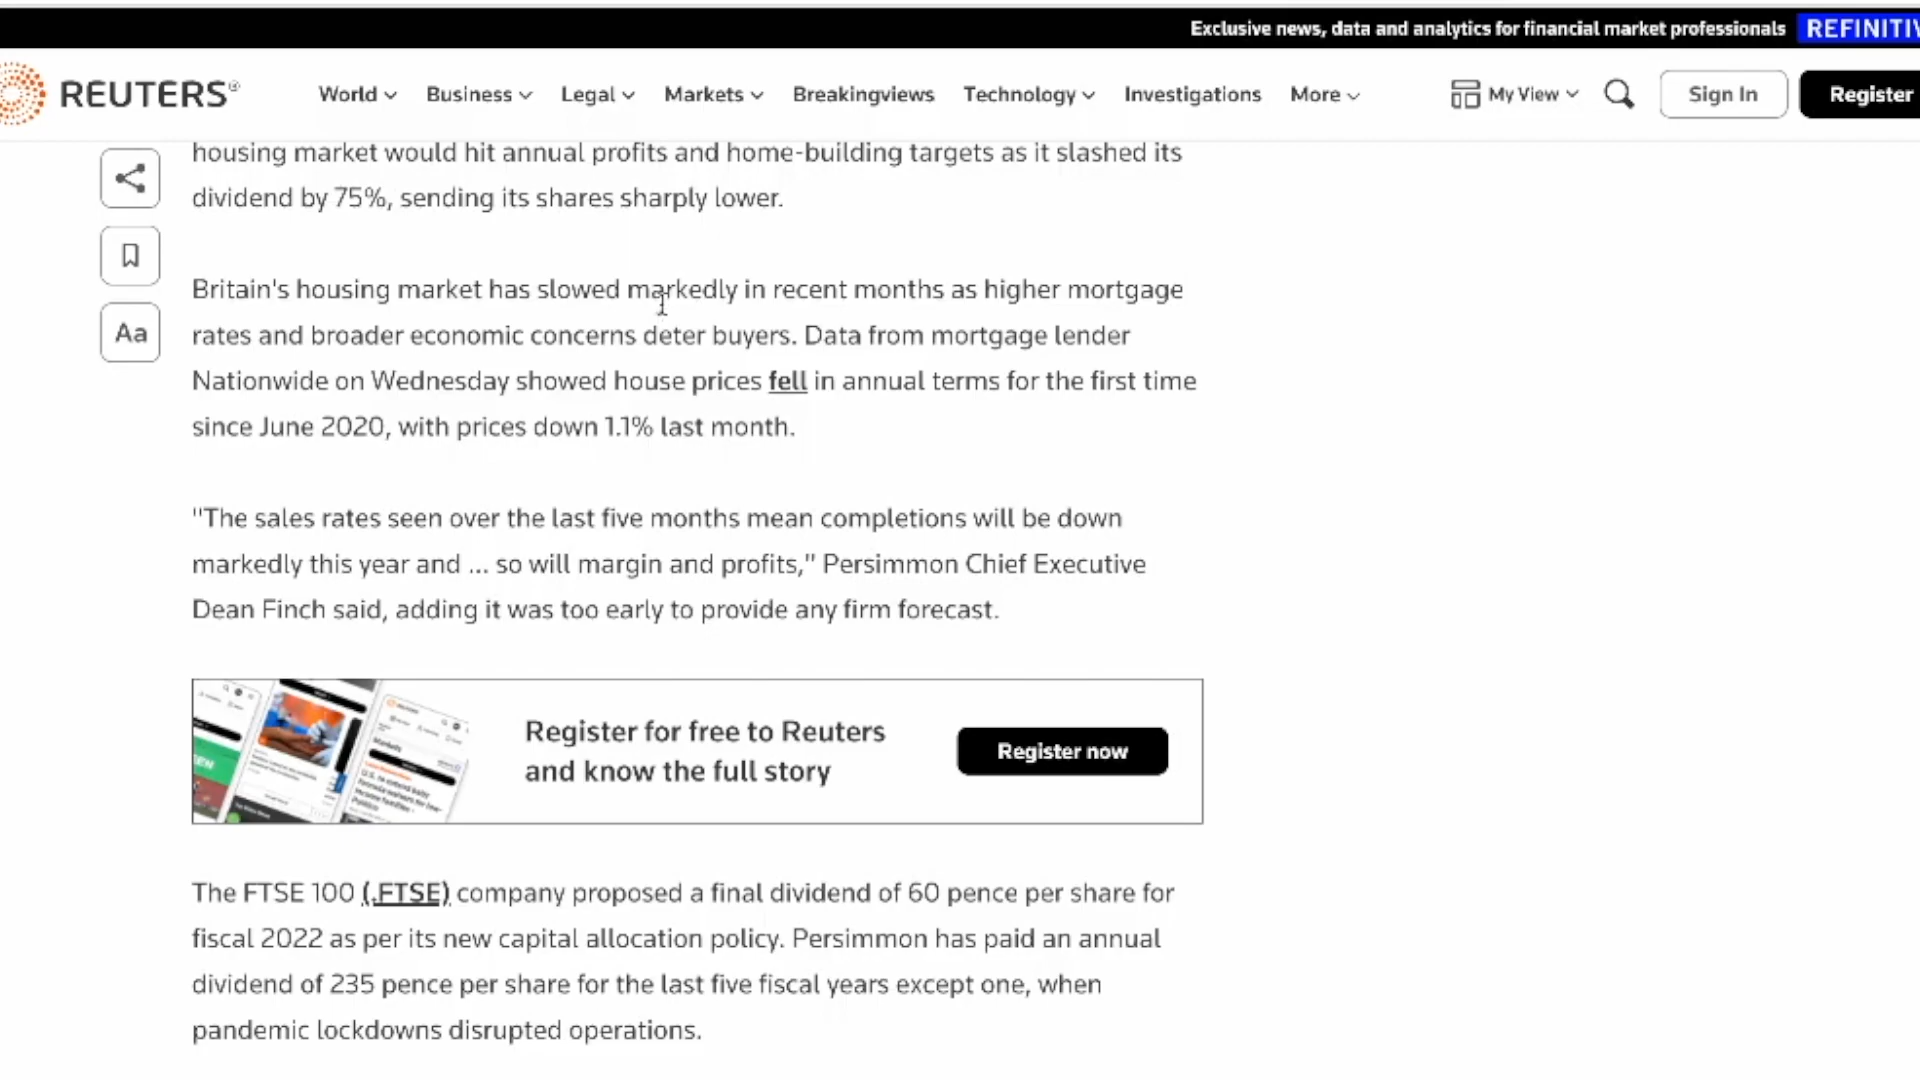 Exclusive news, data and analytics for financial market professionals REFINITIV
REUTERS® World Business Legal Markets Breakingviews Technology Investigations More My View Sign In Register
housing market would hit annual profits and home-building targets as it slashed its
dividend by 75%, sending its shares sharply lower.
Aa
Britain's housing market has slowed markedly in recent months as higher mortgage
rates and broader economic concerns deter buyers. Data from mortgage lender
Nationwide on Wednesday showed house prices fell in annual terms for the first time
since June 2020, with prices down 1.1% last month.
"The sales rates seen over the last five months mean completions will be down
markedly this year and ... so will margin and profits," Persimmon Chief Executive
Dean Finch said, adding it was too early to provide any firm forecast.
Register for free to Reuters
and know the full story
Register now
The FTSE 100 (.FTSE) company proposed a final dividend of 60 pence per share for
fiscal 2022 as per its new capital allocation policy. Persimmon has paid an annual
dividend of 235 pence per share for the last five fiscal years except one, when
pandemic lockdowns disrupted operations.